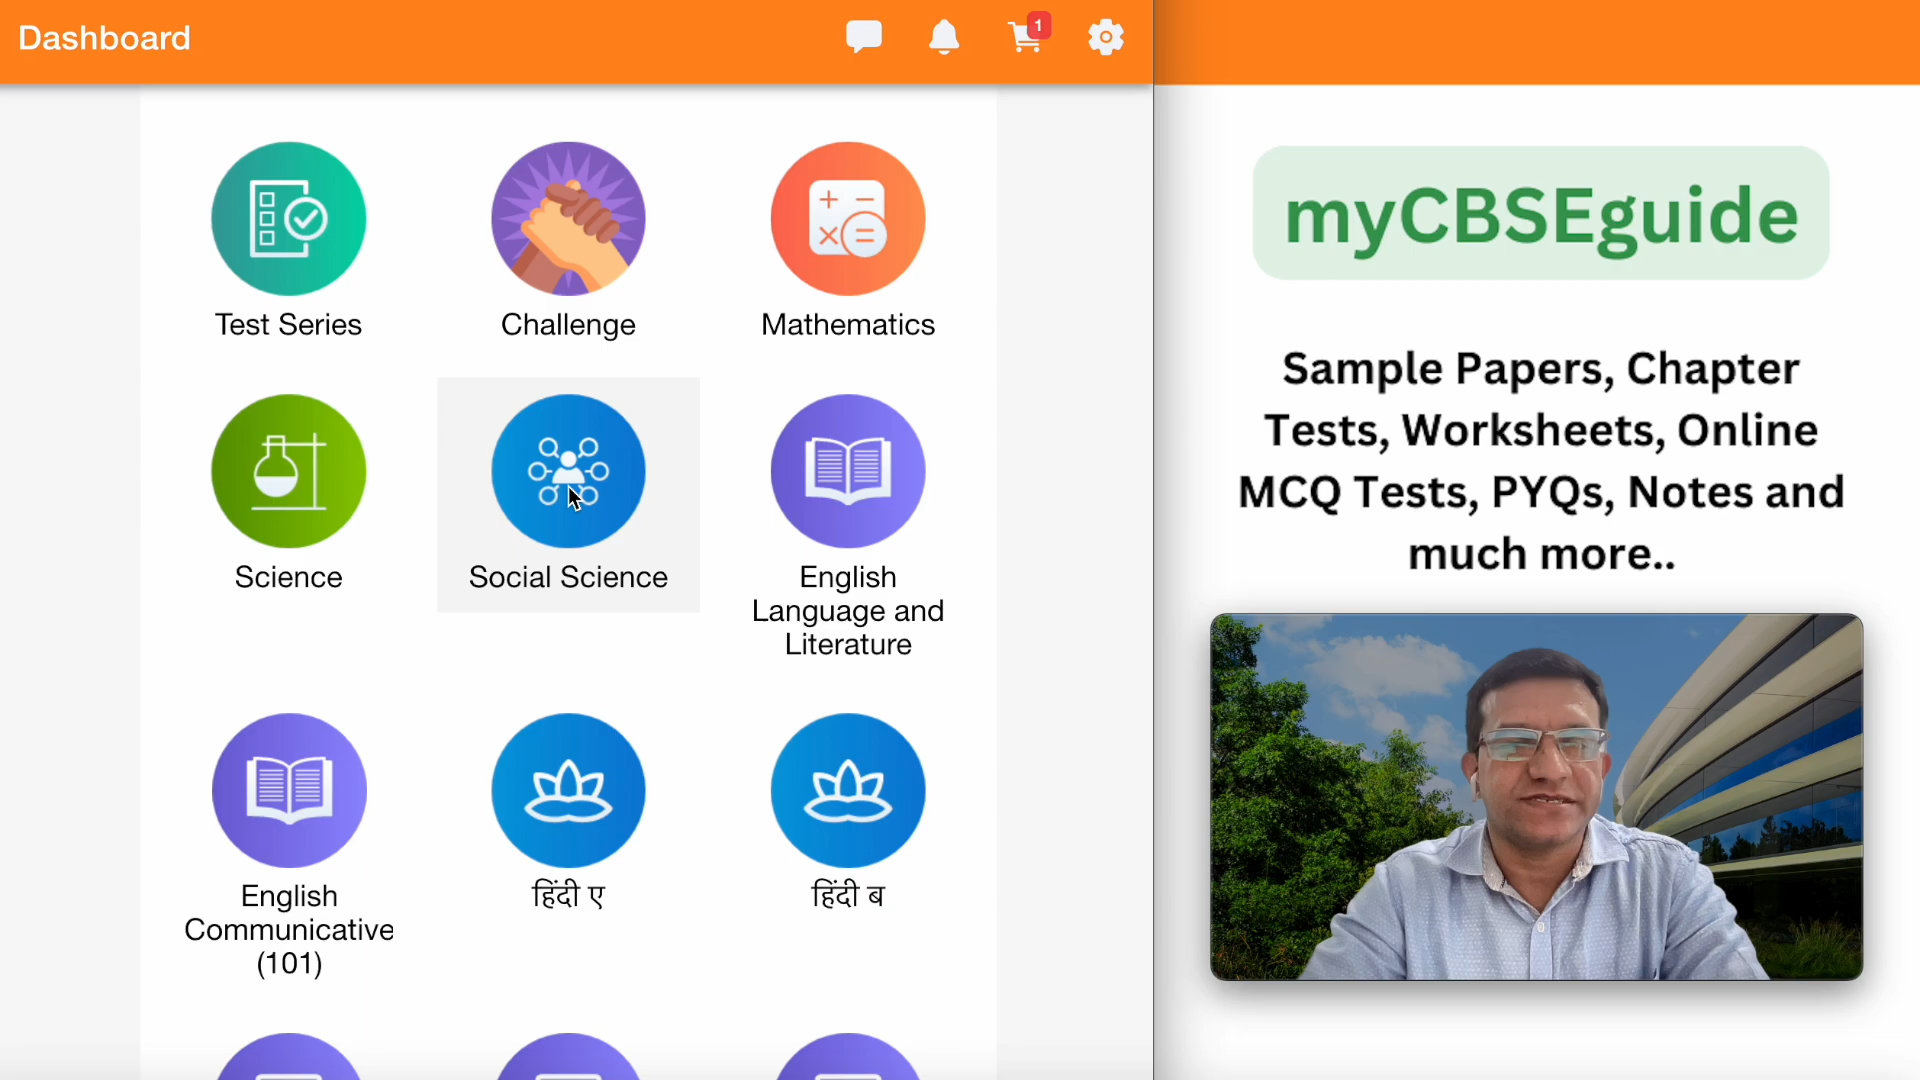 Dashboard
1
Test Series
Challenge
Mathematics
Science
Social Science
English
Language and
Literature
English
Communicative
(101)
हिंदी ए
हिंदी ब
myCBSEguide
Sample Papers, Chapter
Tests, Worksheets, Online
MCQ Tests, PYQs, Notes and
much more..